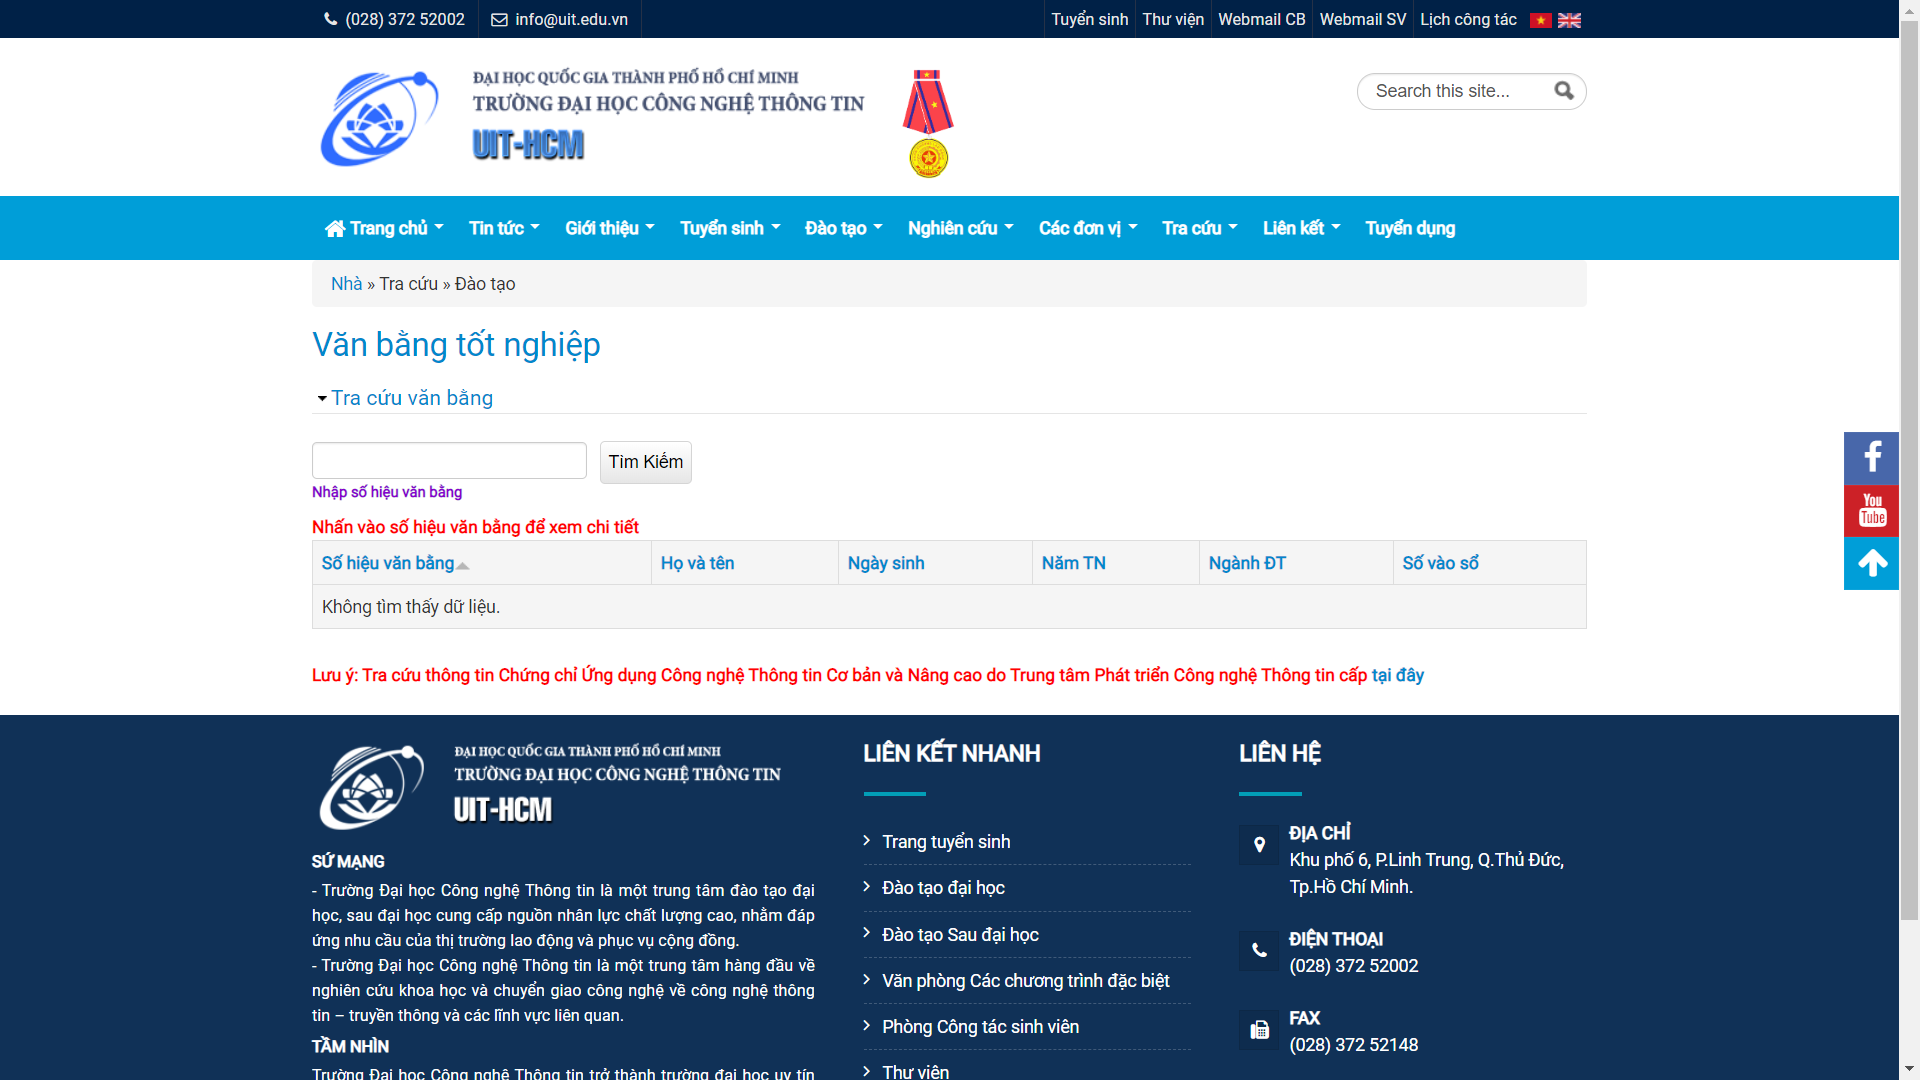 (028) 372 52002
info@uit.edu.vn
Tuyển sinh
Thư viện
Webmail CB
Webmail SV
Lịch công tác
ĐẠI HỌC QUỐC GIA THÀNH PHỐ HỒ CHÍ MINH
TRƯỜNG ĐẠI HỌC CÔNG NGHỆ THÔNG TIN
UIT-HCM
Search this site...
Trang chủ
Tin tức
Giới thiệu
Tuyển sinh
Đào tạo
Nghiên cứu
Các đơn vị
Tra cứu
Liên kết
Tuyển dụng
Nhà » Tra cứu » Đào tạo
Văn bằng tốt nghiệp
Tra cứu văn bằng
Tìm Kiếm
Nhập số hiệu văn bằng
Nhấn vào số hiệu văn bằng để xem chi tiết
Số hiệu văn bằng
Họ và tên
Ngày sinh
Năm TN
Ngành ĐT
Số vào sổ
Không tìm thấy dữ liệu.
Lưu ý: Tra cứu thông tin Chứng chỉ Ứng dụng Công nghệ Thông tin Cơ bản và Nâng cao do Trung tâm Phát triển Công nghệ Thông tin cấp tại đây
You
Tube
ĐẠI HỌC QUỐC GIA THÀNH PHỐ HỒ CHÍ MINH
TRƯỜNG ĐẠI HỌC CÔNG NGHỆ THÔNG TIN
UIT-HCM
SỨ MẠNG
- Trường Đại học Công nghệ Thông tin là một trung tâm đào tạo đại
học, sau đại học cung cấp nguồn nhân lực chất lượng cao, nhằm đáp
ứng nhu cầu của thị trường lao động và phục vụ cộng đồng.
- Trường Đại học Công nghệ Thông tin là một trung tâm hàng đầu về
nghiên cứu khoa học và chuyển giao công nghệ về công nghệ thông
tin – truyền thông và các lĩnh vực liên quan.
TẦM NHÌN
Trường Đại học Công nghệ Thông tin trở thành trường đại học uy tín
LIÊN KẾT NHANH
Trang tuyển sinh
Đào tạo đại học
Đào tạo Sau đại học
Văn phòng Các chương trình đặc biệt
Phòng Công tác sinh viên
Thư viện
LIÊN HỆ
ĐỊA CHỈ
Khu phố 6, P.Linh Trung, Q.Thủ Đức,
Tp.Hồ Chí Minh.
ĐIỆN THOẠI
(028) 372 52002
FAX
(028) 372 52148